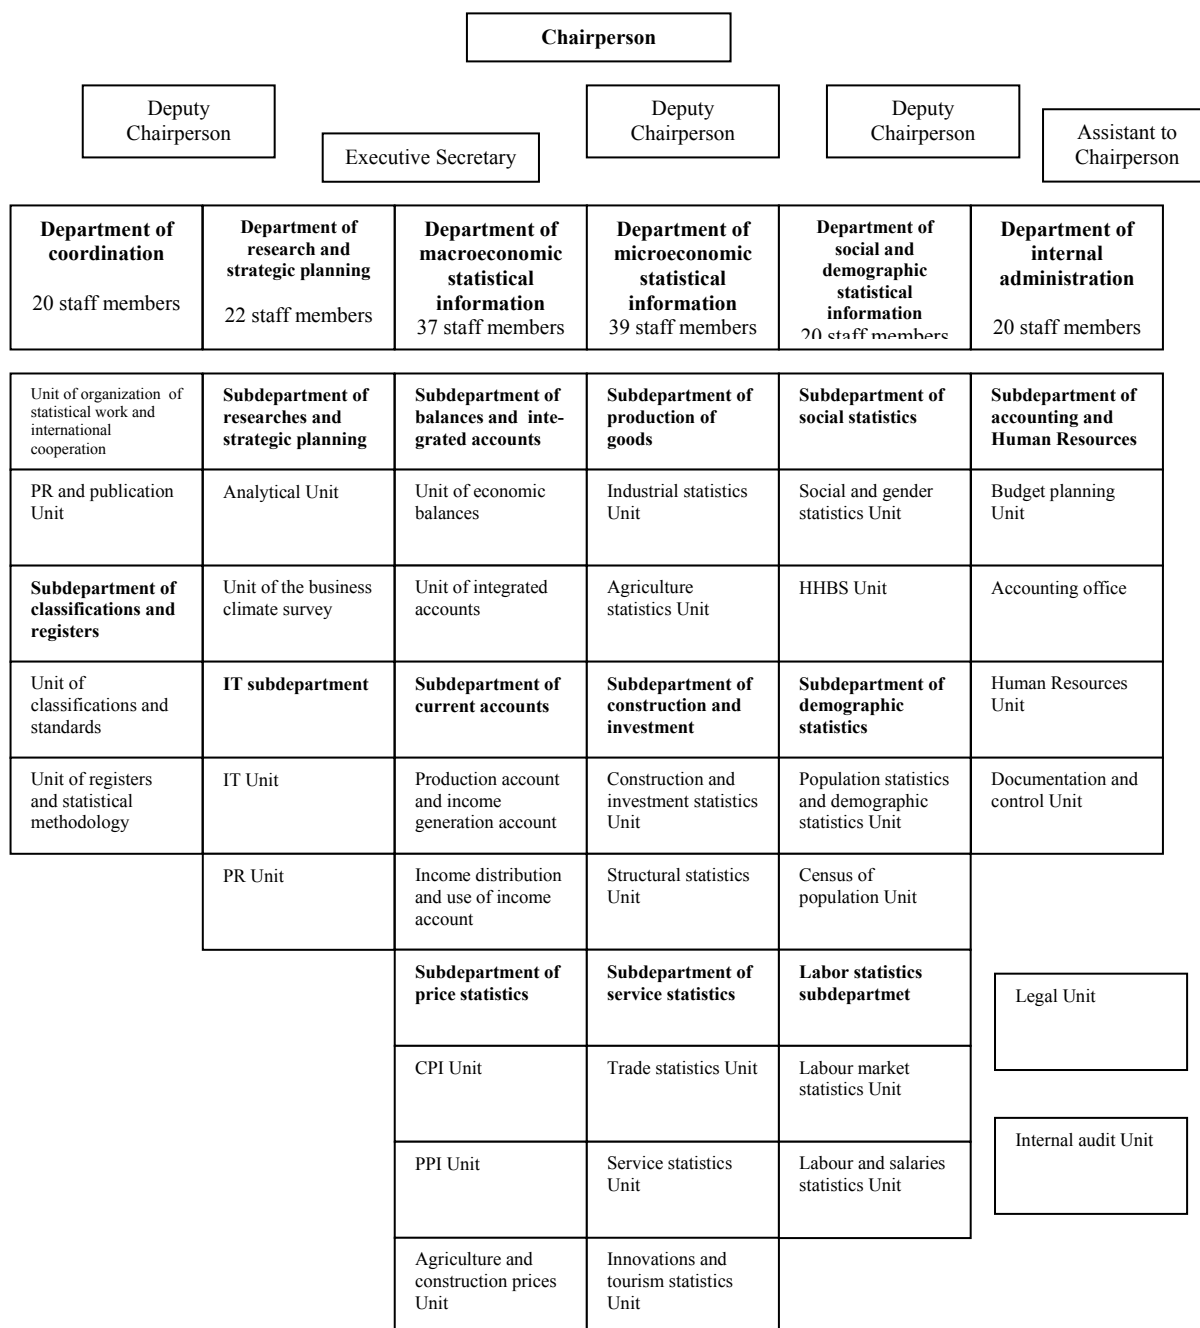 Chairperson
Deputy
Chairperson
Executive Secretary
Deputy
Chairperson
Deputy
Chairperson
Assistant to
Chairperson
Department of
coordination
20 staff members
Department of
research and
strategic planning
22 staff members
Department of
macroeconomic
statistical
information
37 staff members
Department of
microeconomic
statistical
information
39 staff members
Department of
social and
demographic
statistical
information
20 staff members
Department of
internal
administration
20 staff members
Unit of organization of
statistical work and
international
cooperation
Subdepartment of
researches and
strategic planning
Subdepartment of
balances and inte-
grated accounts
Subdepartment of
production of
goods
Subdepartment of
social statistics
Subdepartment of
accounting and
Human Resources
PR and publication
Unit
Analytical Unit
Unit of economic
balances
Industrial statistics
Unit
Social and gender
statistics Unit
Budget planning
Unit
Subdepartment of
classifications and
registers
Unit of the business
climate survey
Unit of integrated
accounts
Agriculture
statistics Unit
HHBS Unit
Accounting office
Unit of
classifications and
standards
IT subdepartment
Subdepartment of
current accounts
Subdepartment of
construction and
investment
Subdepartment of
demographic
statistics
Human Resources
Unit
Unit of registers
and statistical
methodology
IT Unit
Production account
and income
generation account
Construction and
investment statistics
Unit
Population statistics
and demographic
statistics Unit
Documentation and
control Unit
PR Unit
Income distribution
and use of income
account
Structural statistics
Unit
Census of
population Unit
Subdepartment of
price statistics
Subdepartment of
service statistics
Labor statistics
subdepartmet
Legal Unit
CPI Unit
Trade statistics Unit
Labour market
statistics Unit
PPI Unit
Service statistics
Unit
Labour and salaries
statistics Unit
Internal audit Unit
Agriculture and
construction prices
Unit
Innovations and
tourism statistics
Unit